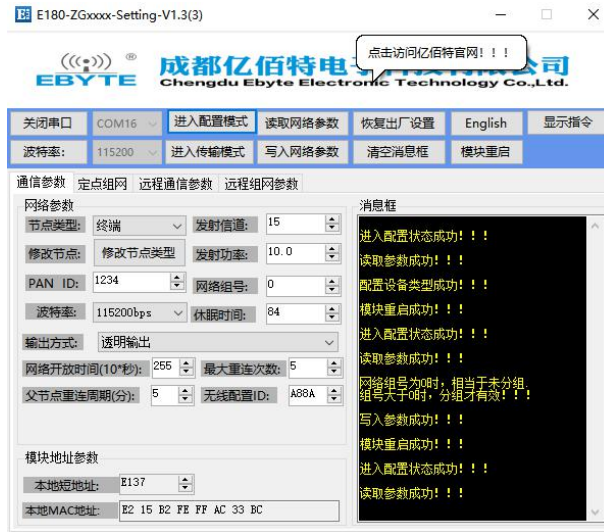 E180-ZGxxxx-Setting-V1.3(3)
点击访问亿佰特官网！！！
EBYTE
成都亿佰特电
公司
Chengdu Ebyte Electronic Technology Co.,Ltd.
关闭串口 COM16 进入配置模式 读取网络参数 恢复出厂设置 English 显示指令
波特率: 115200 进入传输模式 写入网络参数 清空消息框 模块重启
通信参数 定点组网 远程通信参数 远程组网参数
网络参数
节点类型: 终端 发射信道: 15
修改节点: 修改节点类型 发射功率: 10.0
PAN ID: 1234 网络组号: 0
波特率: 115200bps 休眠时间: 84
输出方式: 透明输出
网络开放时间(10*秒): 255 最大重连次数: 5
父节点重连周期(分): 5 无线配置ID: A88A
模块地址参数
本地短地址: E137
本地MAC地址: E2 15 B2 FE FF AC 33 BC
消息框
进入配置状态成功！！！
读取参数成功！！！
配置设备类型成功！！！
模块重启成功！！！
进入配置状态成功！！！
读取参数成功！！！
网络组号为0时，相当于未分组，
组号大于0时，分组才有效！！！
写入参数成功！！！
模块重启成功！！！
进入配置状态成功！！！
读取参数成功！！！